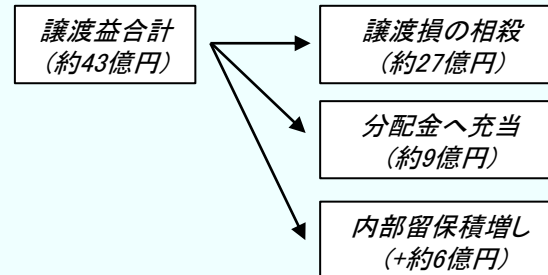 譲渡益合計
(約43億円)
譲渡損の相殺
(約27億円)
分配金へ充当
(約9億円)
内部留保積増し
(+約6億円)